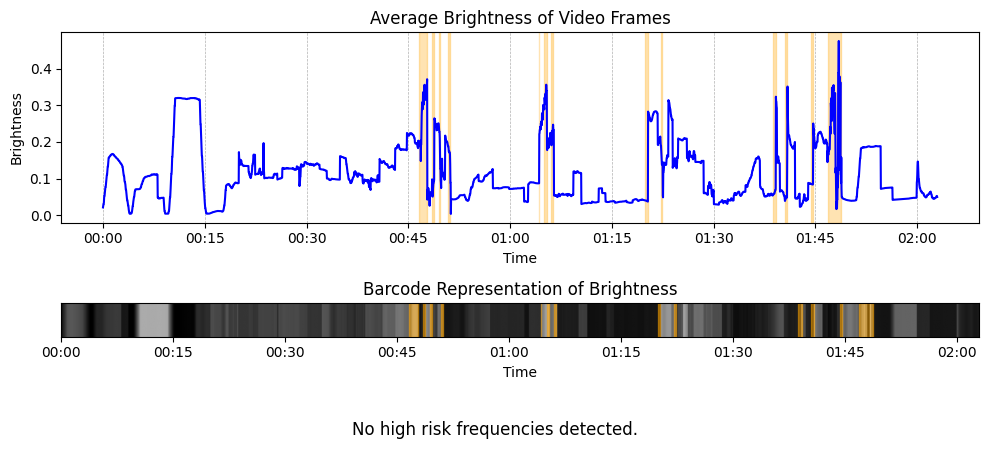 Average Brightness of Video Frames
Brightness
0.4
0.3
0.2
0.1
0.0
00:00 00:15 00:30 00:45 01:00 01:15 01:30 01:45 02:00
Time
Barcode Representation of Brightness
00:00 00:15 00:30 00:45 01:00 01:15 01:30 01:45 02:00
Time
No high risk frequencies detected.